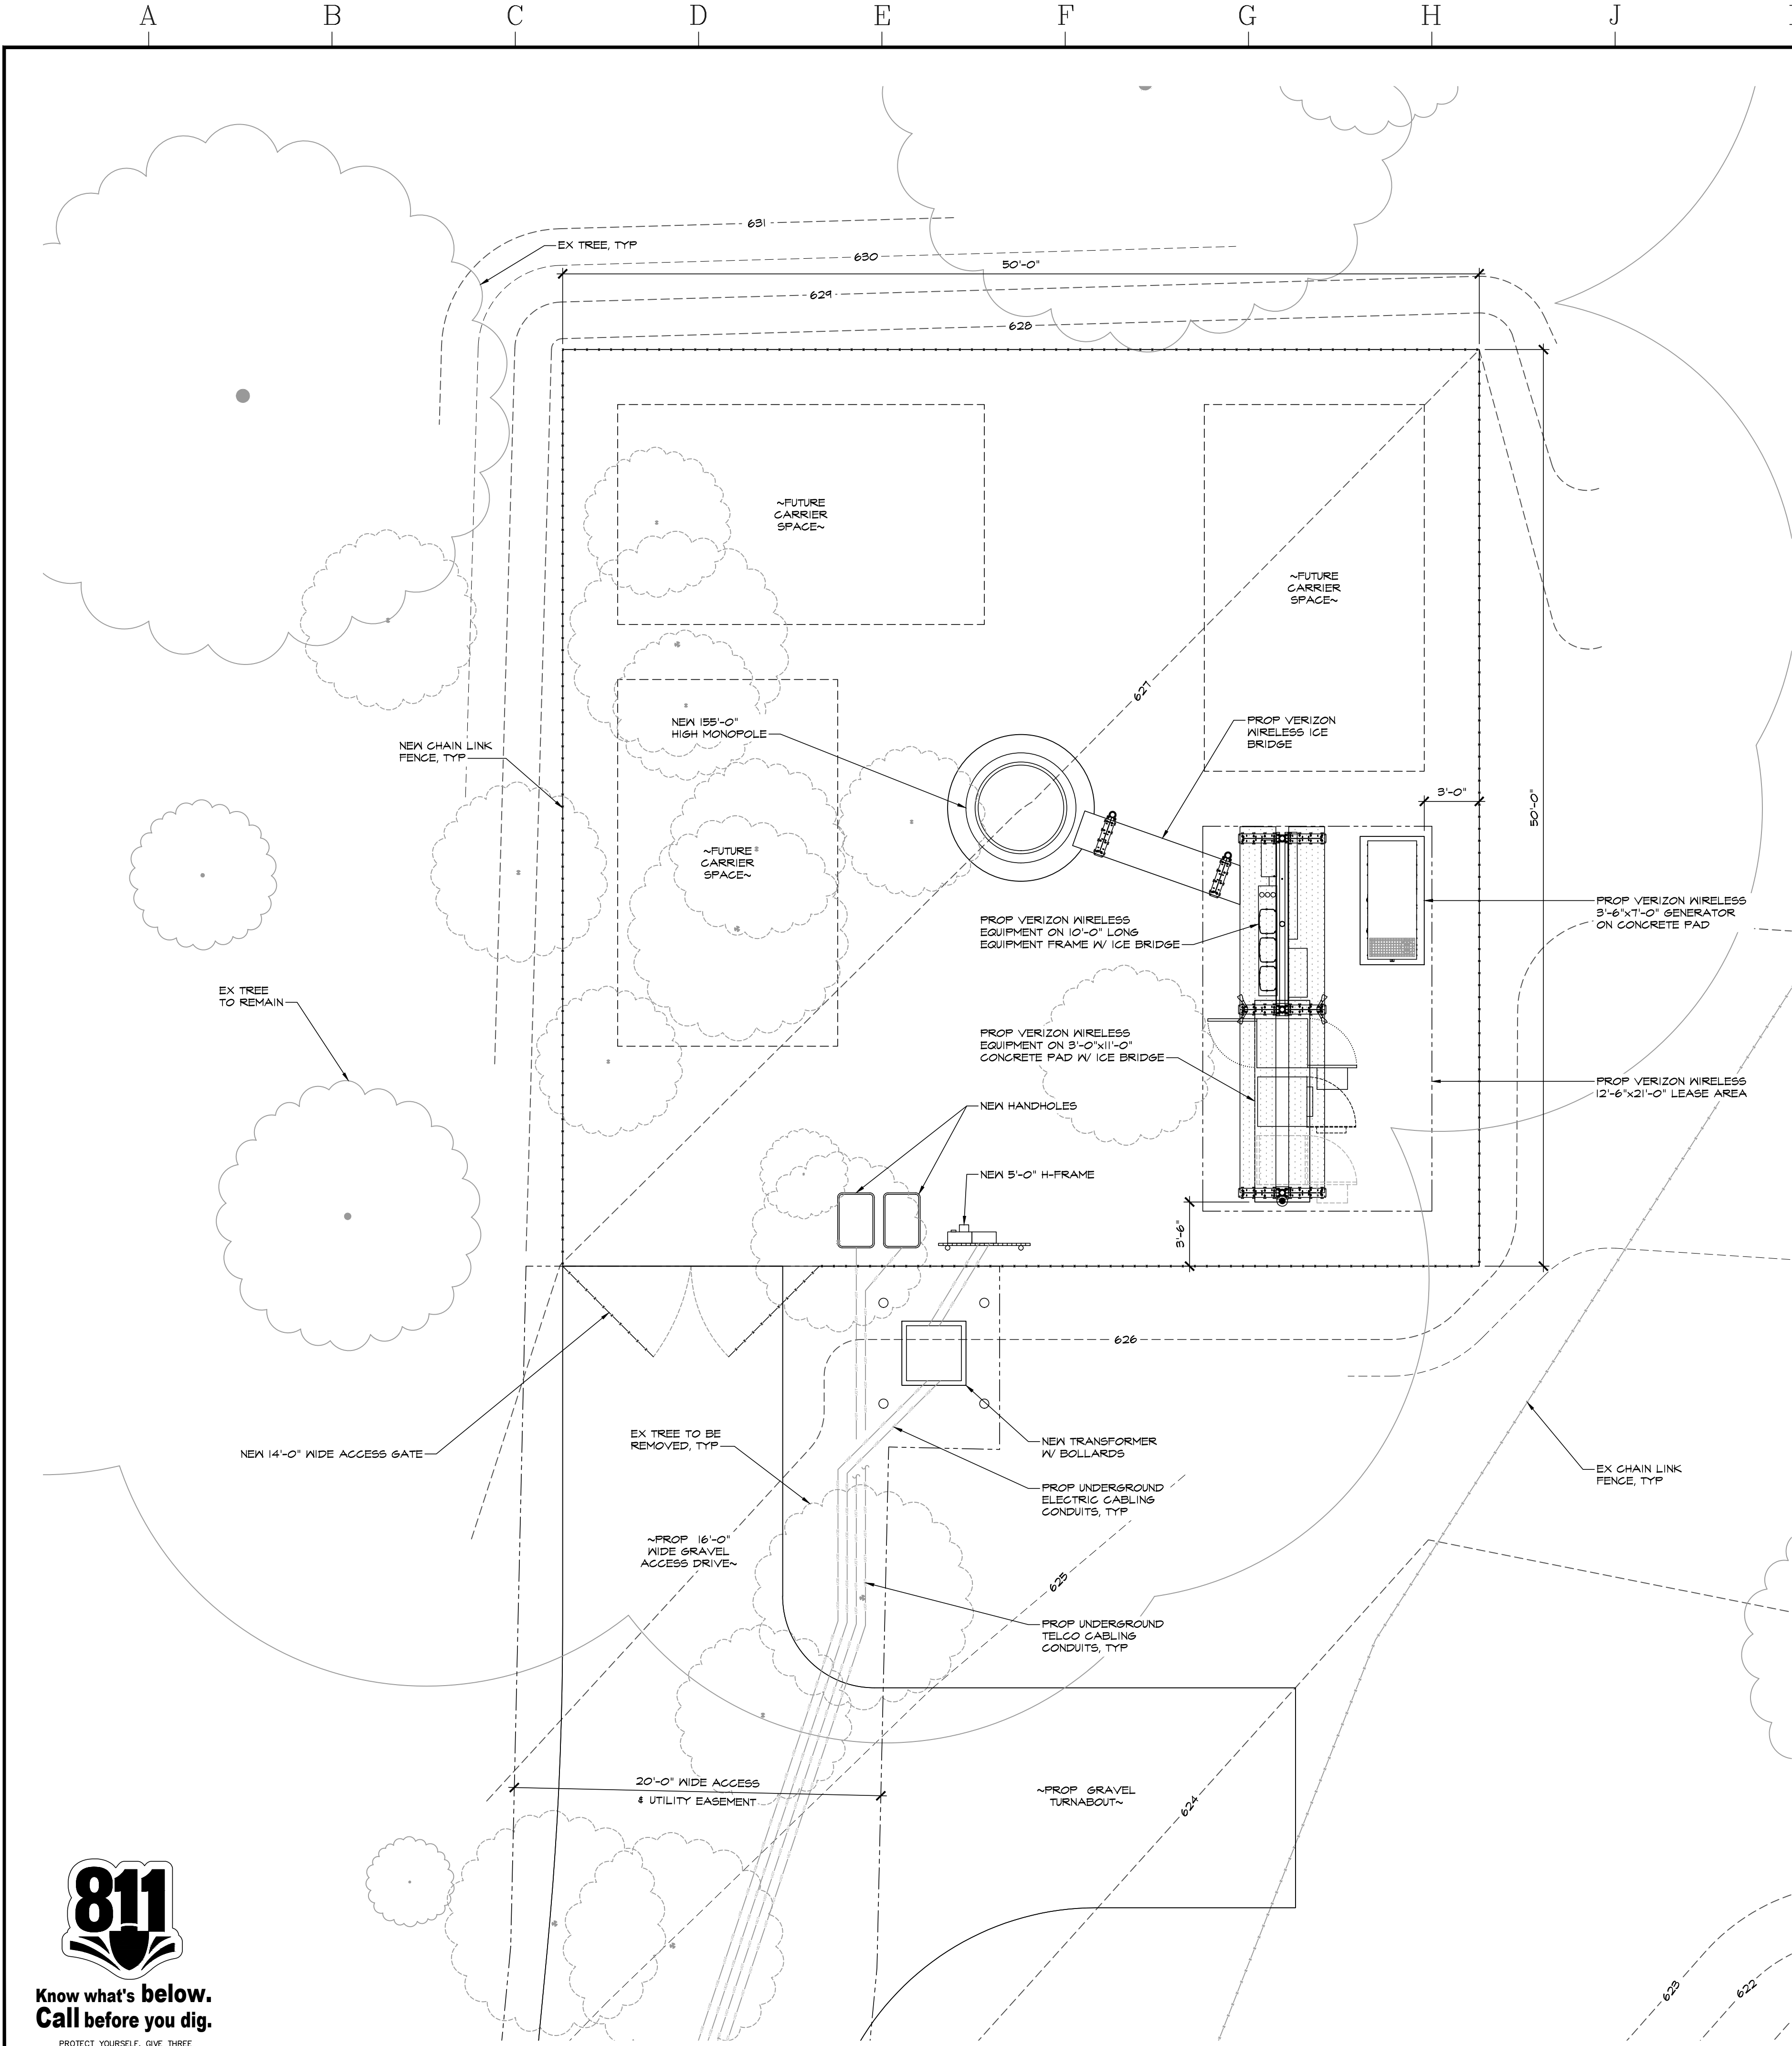 A B C D E F G H J
631
EX TREE, TYP
630
50'-0"
629
628
~FUTURE
CARRIER
SPACE~
~FUTURE
CARRIER
SPACE~
627
NEW 155'-0"
HIGH MONOPOLE
PROP VERIZON
WIRELESS ICE
BRIDGE
NEW CHAIN LINK
FENCE, TYP
3'-0"
50'-0"
~FUTURE
CARRIER
SPACE~
PROP VERIZON WIRELESS
3'-6"x7'-0" GENERATOR
ON CONCRETE PAD
PROP VERIZON WIRELESS
EQUIPMENT ON 10'-0" LONG
EQUIPMENT FRAME W/ ICE BRIDGE
EX TREE
TO REMAIN
PROP VERIZON WIRELESS
EQUIPMENT ON 3'-0"x11'-0"
CONCRETE PAD W/ ICE BRIDGE
PROP VERIZON WIRELESS
12'-6"x21'-0" LEASE AREA
NEW HANDHOLES
NEW 5'-0" H-FRAME
3'-6"
626
NEW 14'-0" WIDE ACCESS GATE
EX TREE TO BE
REMOVED, TYP
NEW TRANSFORMER
W/ BOLLARDS
EX CHAIN LINK
FENCE, TYP
PROP UNDERGROUND
ELECTRIC CABLING
CONDUITS, TYP
~PROP 16'-0"
WIDE GRAVEL
ACCESS DRIVE~
625
PROP UNDERGROUND
TELCO CABLING
CONDUITS, TYP
20'-0" WIDE ACCESS
& UTILITY EASEMENT
~PROP GRAVEL
TURNABOUT~
624
623
622
811
Know what's below.
Call before you dig.
PROTECT YOURSELF, GIVE THREE